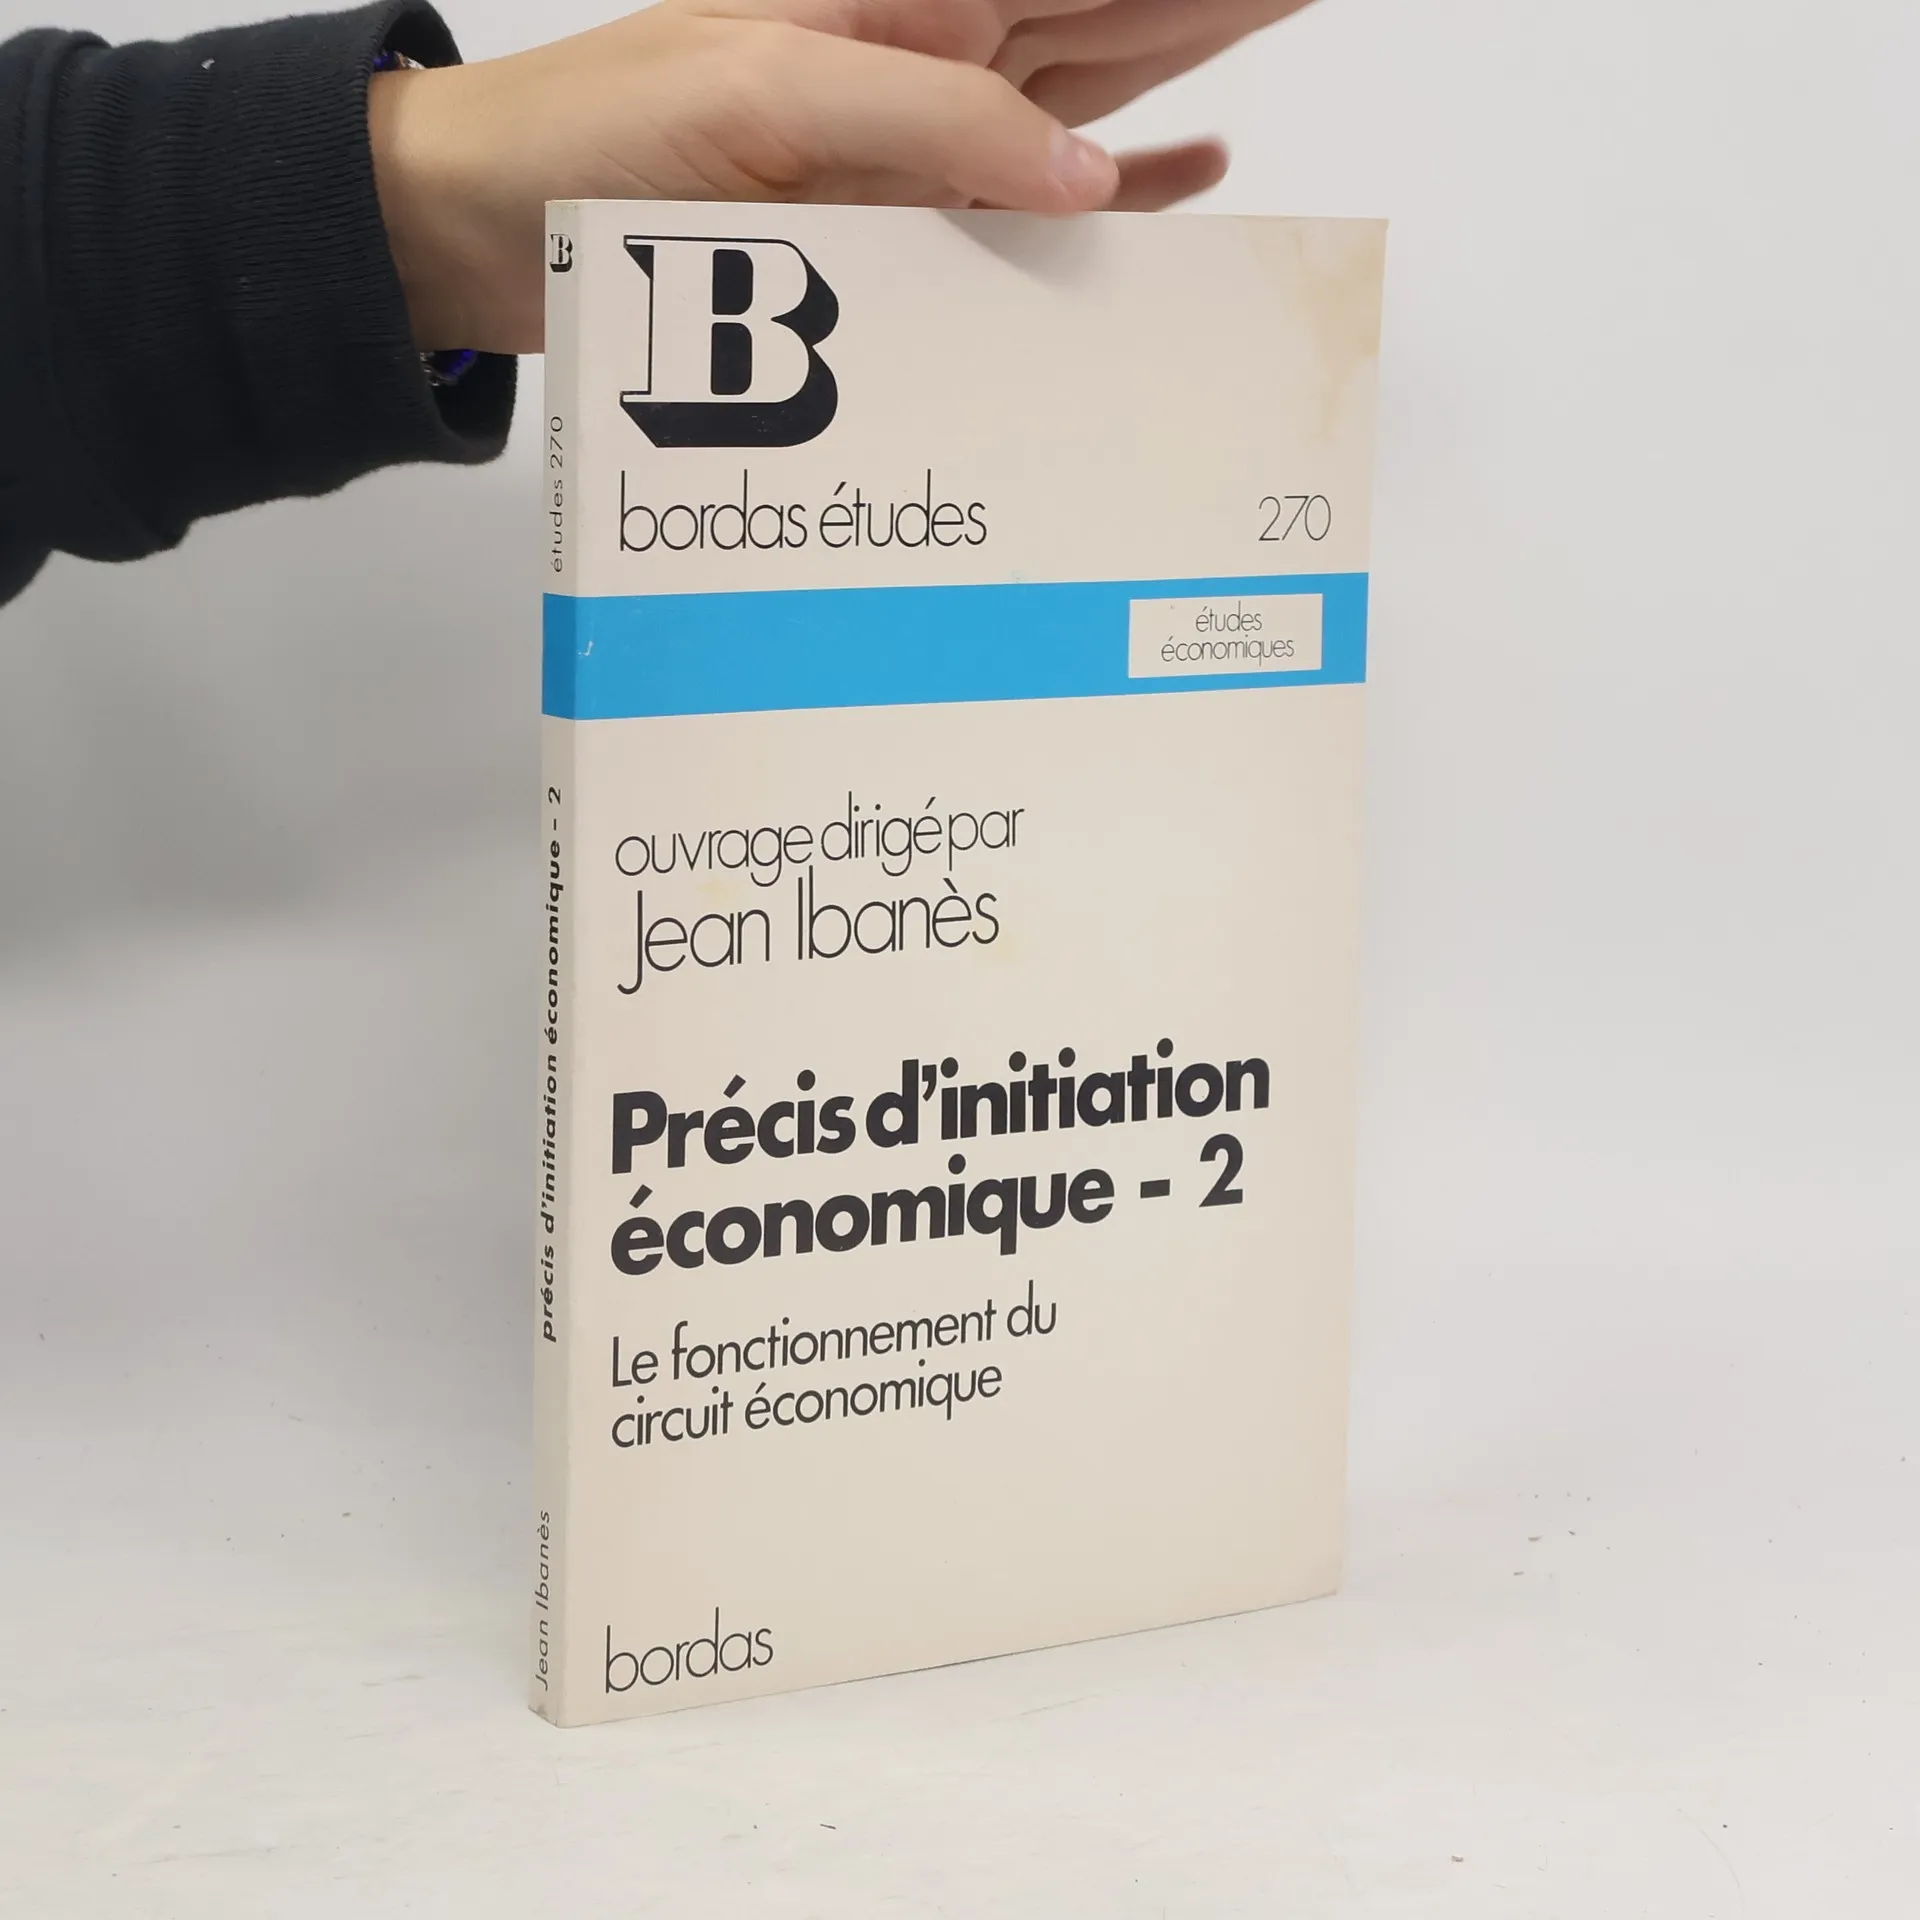 B
bordas études
270
études
économiques
ouvrage dirigé par
Jean Ibanès
Précis d'initiation
économique - 2
Le fonctionnement du
circuit économique
bordas
B
études 270
précis d'initiation économique - 2
Jean Ibanès